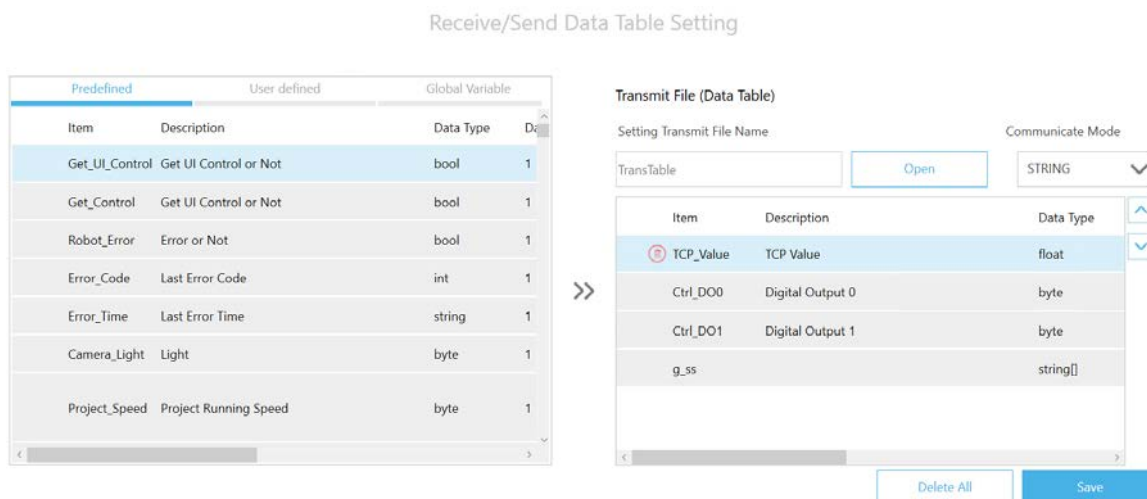 Receive/Send Data Table Setting
Predefined User defined Global Variable
Item Description Data Type
Get_UI_Control Get UI Control or Not bool 1
Get_Control Get UI Control or Not bool 1
Robot_Error Error or Not bool 1
Error_Code Last Error Code int 1
Error_Time Last Error Time string 1
Camera_Light Light byte 1
Project_Speed Project Running Speed byte 1
Transmit File (Data Table)
Setting Transmit File Name Communicate Mode
TransTable Open STRING
Item Description Data Type
TCP_Value TCP Value float
Ctrl_DO0 Digital Output 0 byte
Ctrl_DO1 Digital Output 1 byte
g_ss string[]
Delete All Save